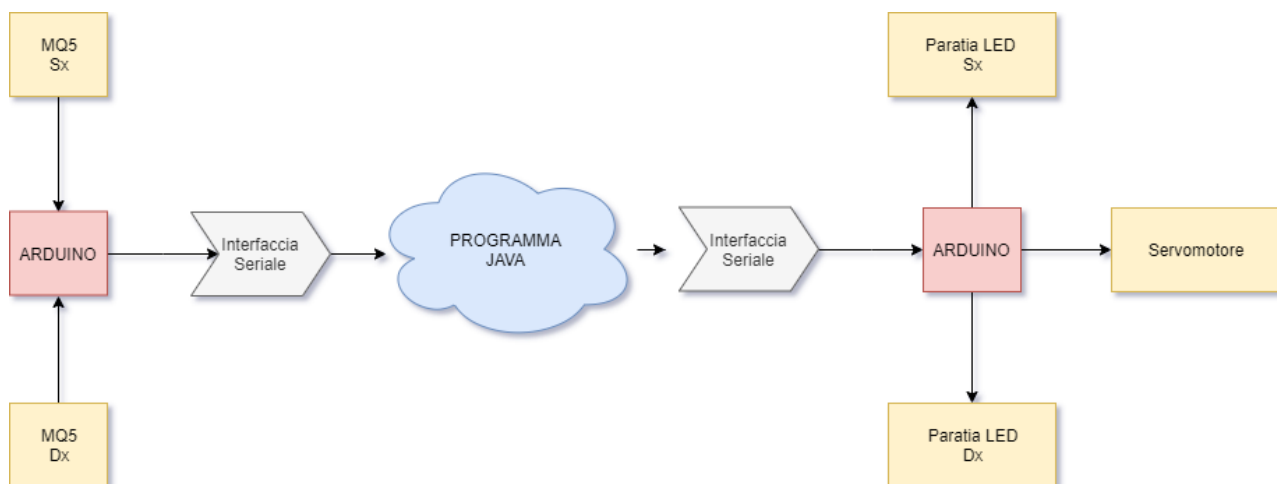 MQ5
Sx
Paratia LED
Sx
ARDUINO
Interfaccia
Seriale
PROGRAMMA
JAVA
Interfaccia
Seriale
ARDUINO
Servomotore
MQ5
Dx
Paratia LED
Dx